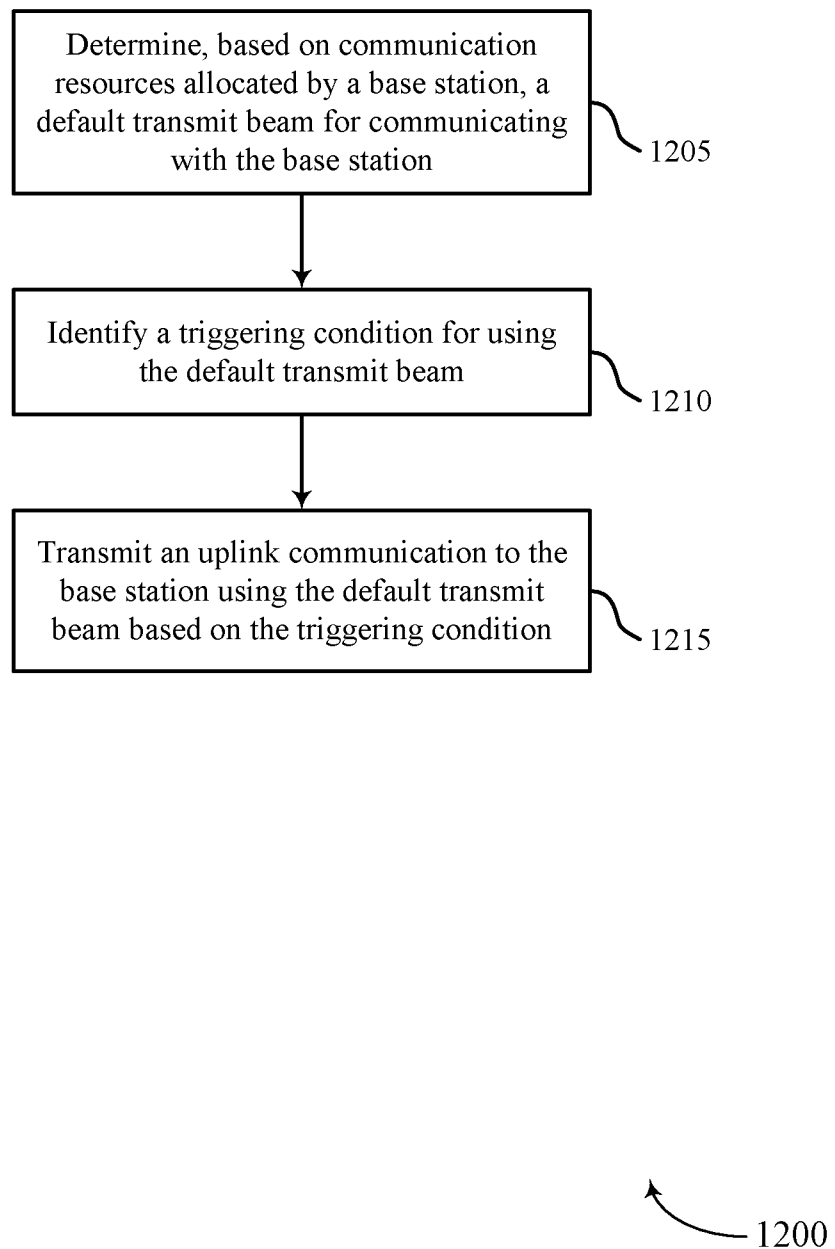 Determine, based on communication
resources allocated by a base station, a
default transmit beam for communicating
with the base station
1205
Identify a triggering condition for using
the default transmit beam
1210
Transmit an uplink communication to the
base station using the default transmit
beam based on the triggering condition
1215
1200